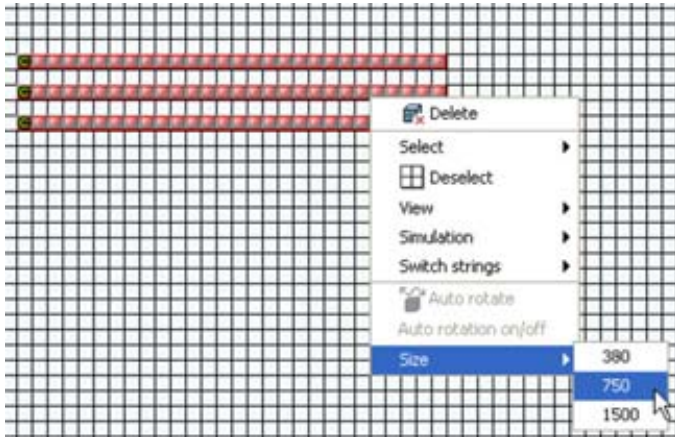 Delete
Select
Deselect
View
Simulation
Switch strings
Auto rotate
Auto rotation on/off
Size
380
750
1500